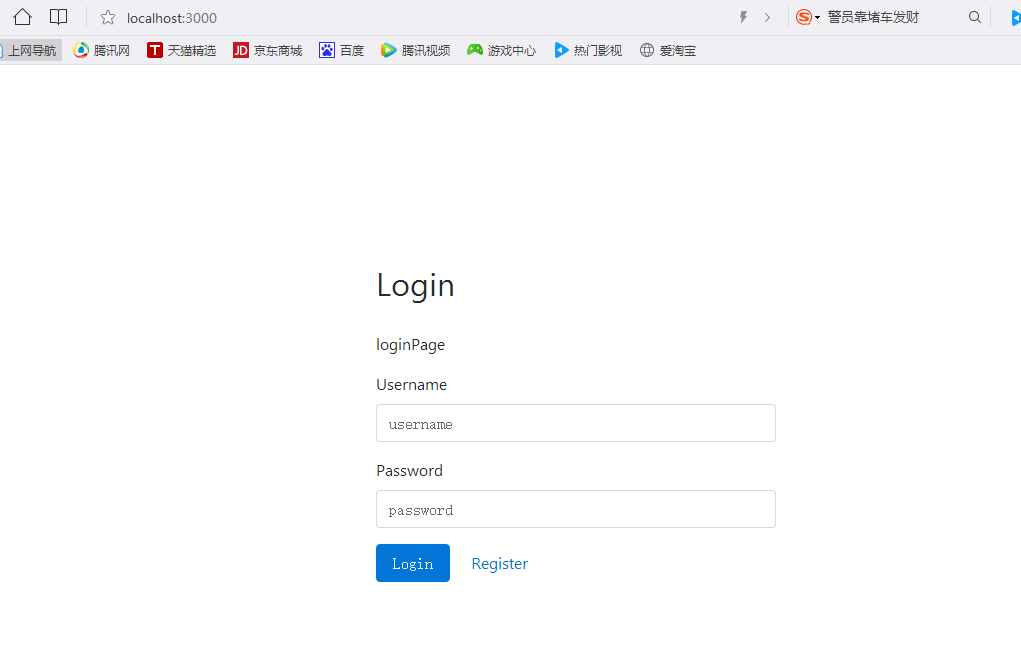 localhost:3000 警员靠堵车发财
上网导航 腾讯网 T 天猫精选 JD 京东商城 百度 腾讯视频 游戏中心 热门影视 爱淘宝
Login
loginPage
Username
username
Password
password
Login Register